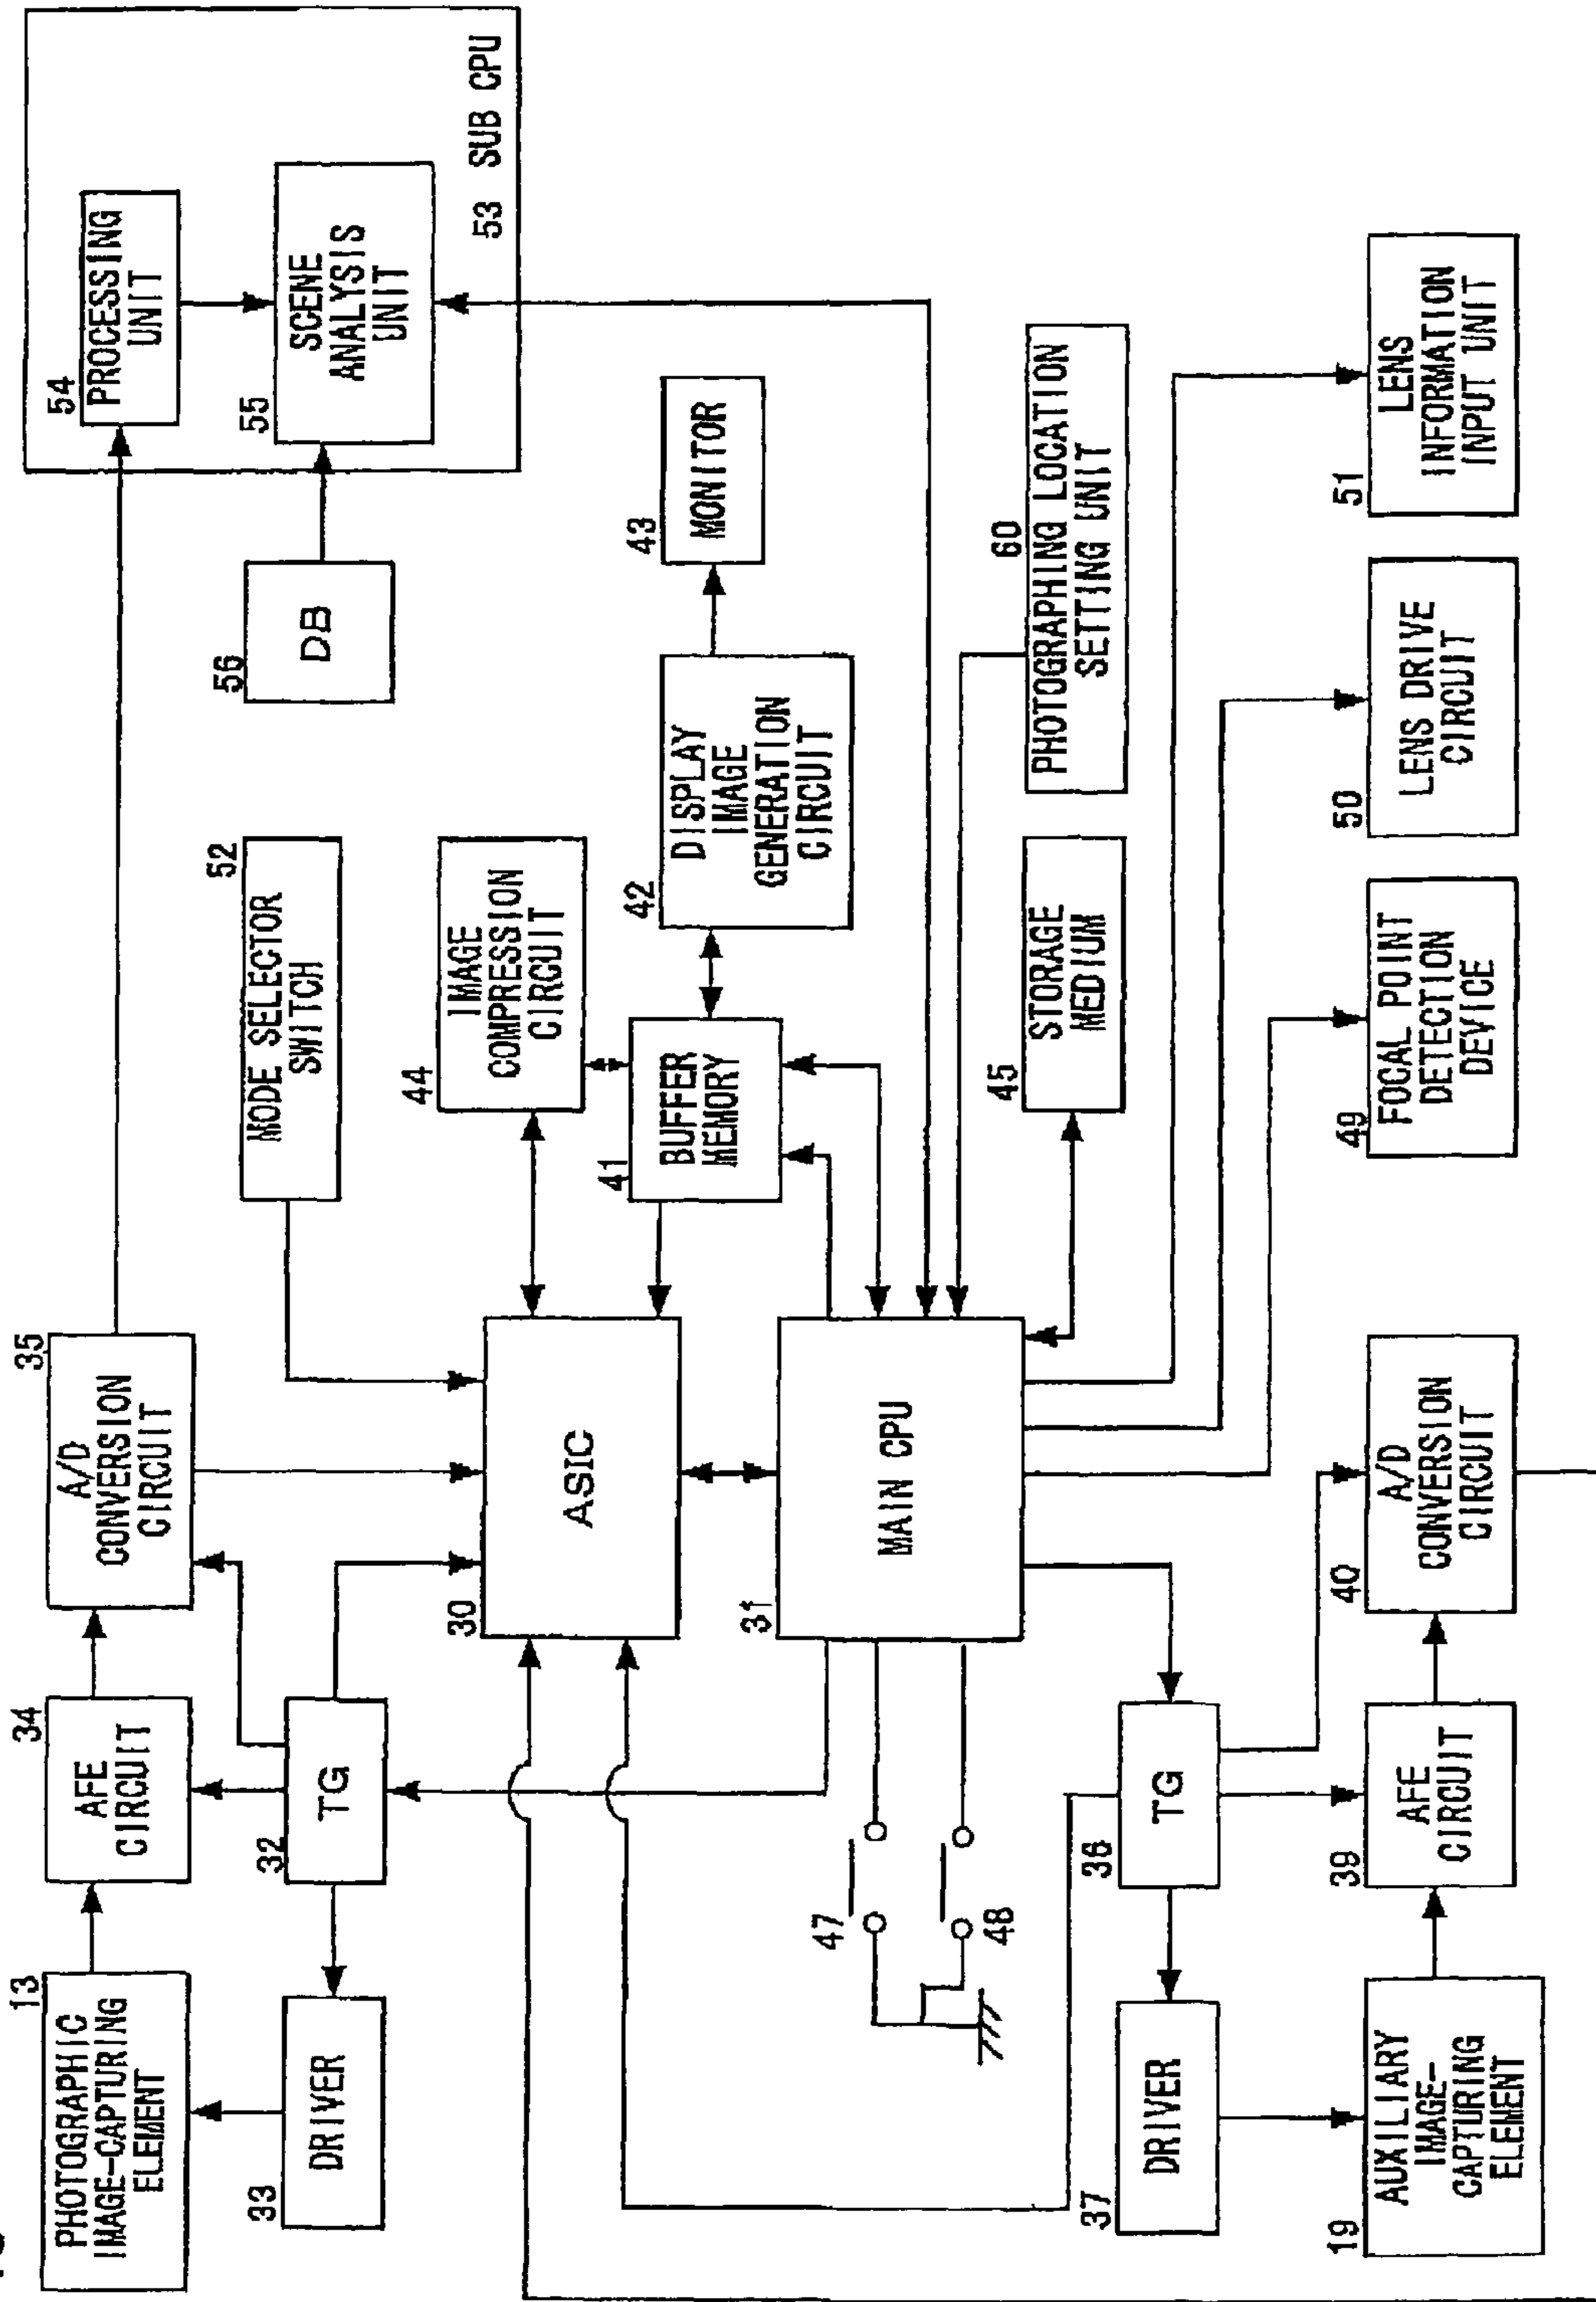 13
PHOTOGRAPHIC
IMAGE-CAPTURING
ELEMENT
34
AFE
CIRCUIT
35
A/D
CONVERSION
CIRCUIT
54
PROCESSING
UNIT
55
SCENE
ANALYSIS
UNIT
53 SUB CPU
33
DRIVER
32
TG
52
MODE SELECTOR
SWITCH
56
DB
44
IMAGE
COMPRESSION
CIRCUIT
30
ASIC
41
BUFFER
MEMORY
42
DISPLAY
IMAGE
GENERATION
CIRCUIT
43
MONITOR
31
MAIN CPU
47
48
45
STORAGE
MEDIUM
60
PHOTOGRAPHING LOCATION
SETTING UNIT
37
DRIVER
36
TG
19
AUXILIARY
IMAGE-
CAPTURING
ELEMENT
39
AFE
CIRCUIT
40
A/D
CONVERSION
CIRCUIT
49
FOCAL POINT
DETECTION
DEVICE
50
LENS DRIVE
CIRCUIT
51
LENS
INFORMATION
INPUT UNIT